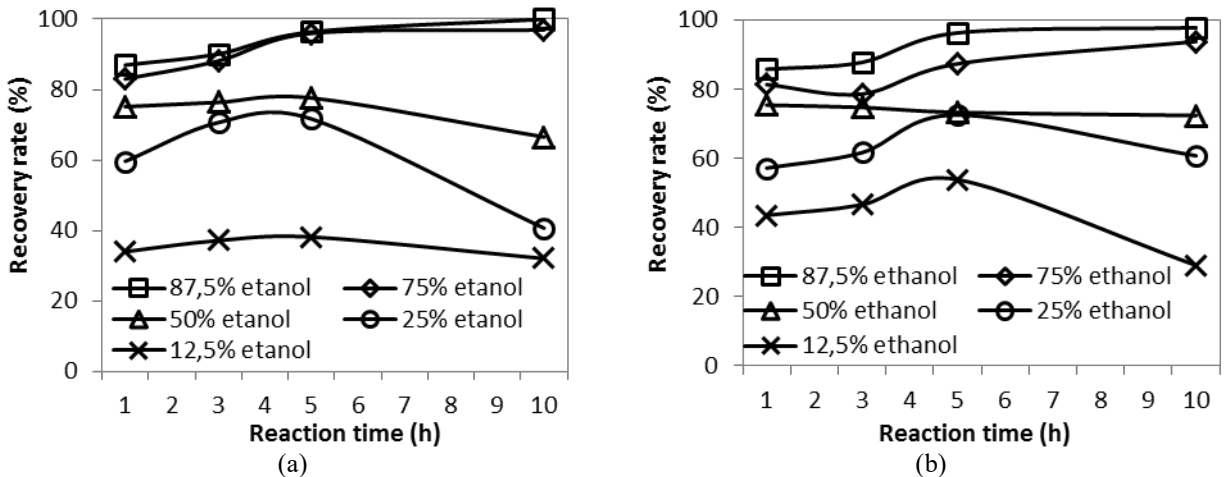 Recovery rate (%)
100
80
60
40
20
0
87,5% etanol
75% etanol
50% etanol
25% etanol
12,5% etanol
1 2 3 4 5 6 7 8 9 10
Reaction time (h)
(a)
Recovery rate (%)
100
80
60
40
20
0
87,5% ethanol
75% ethanol
50% ethanol
25% ethanol
12,5% ethanol
1 2 3 4 5 6 7 8 9 10
Reaction time (h)
(b)